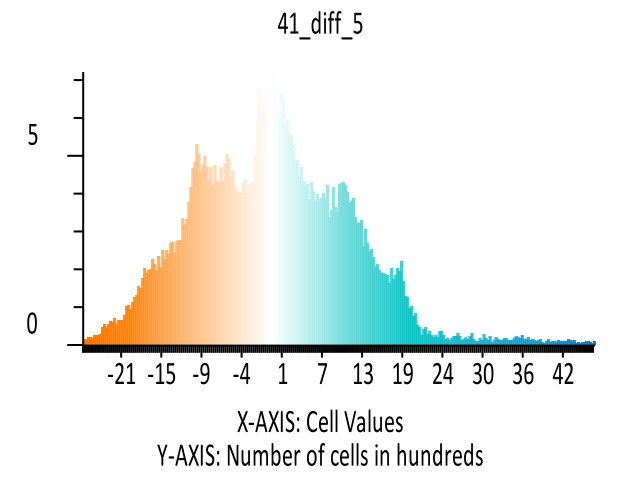 41_diff_5
5
0
-21 -15 -9 -4 1 7 13 19 24 30 36 42
X-AXIS: Cell Values
Y-AXIS: Number of cells in hundreds